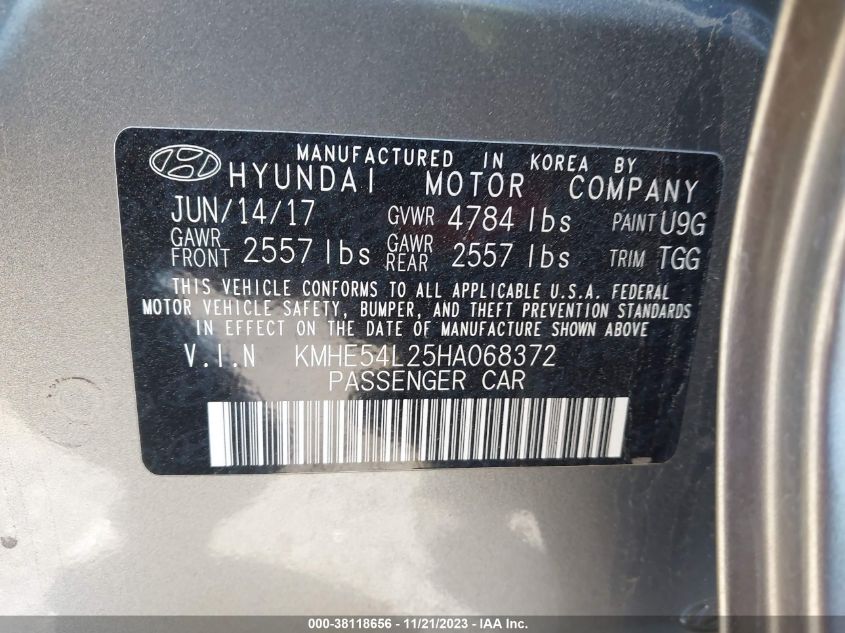 MANUFACTURED IN KOREA BY
HYUNDAI MOTOR COMPANY
JUN/14/17 GVWR 4784 lbs PAINT U9G
GAWR FRONT 2557 lbs GAWR REAR 2557 lbs TRIM TGG
THIS VEHICLE CONFORMS TO ALL APPLICABLE U.S.A. FEDERAL
MOTOR VEHICLE SAFETY, BUMPER, AND THEFT PREVENTION STANDARDS
IN EFFECT ON THE DATE OF MANUFACTURE SHOWN ABOVE
V.I.N KMHE54L25HA068372
PASSENGER CAR
000-38118656 - 11/21/2023 - IAA Inc.